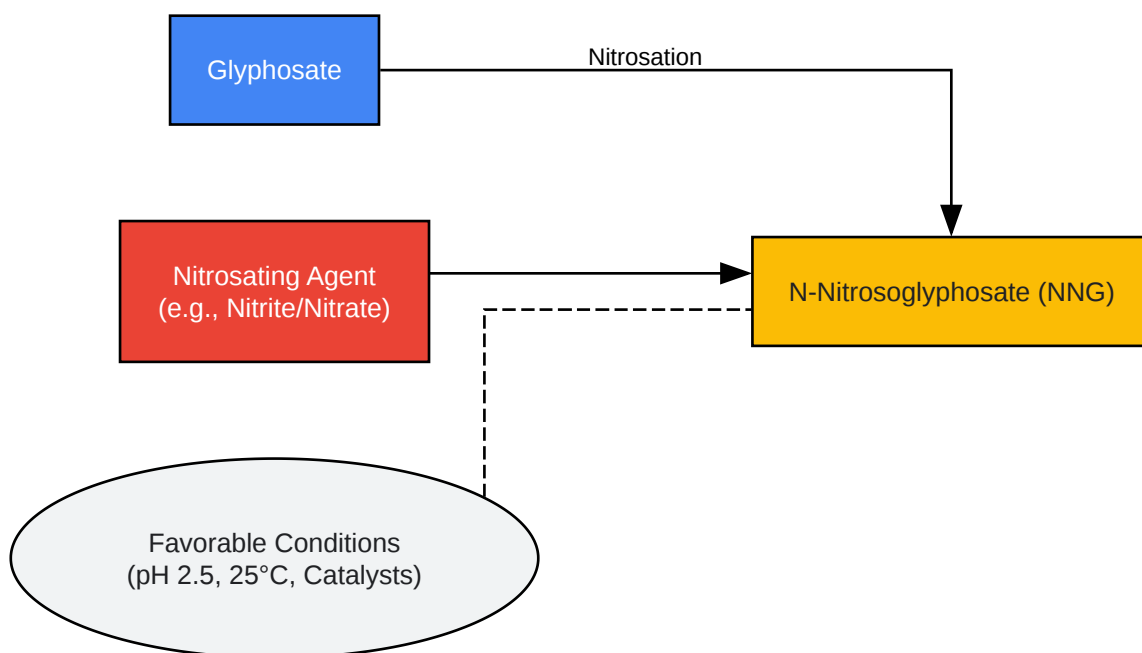 Glyphosate
Nitrosation
Nitrosating Agent
(e.g., Nitrite/Nitrate)
N-Nitrosoglyphosate (NNG)
Favorable Conditions
(pH 2.5, 25°C, Catalysts)